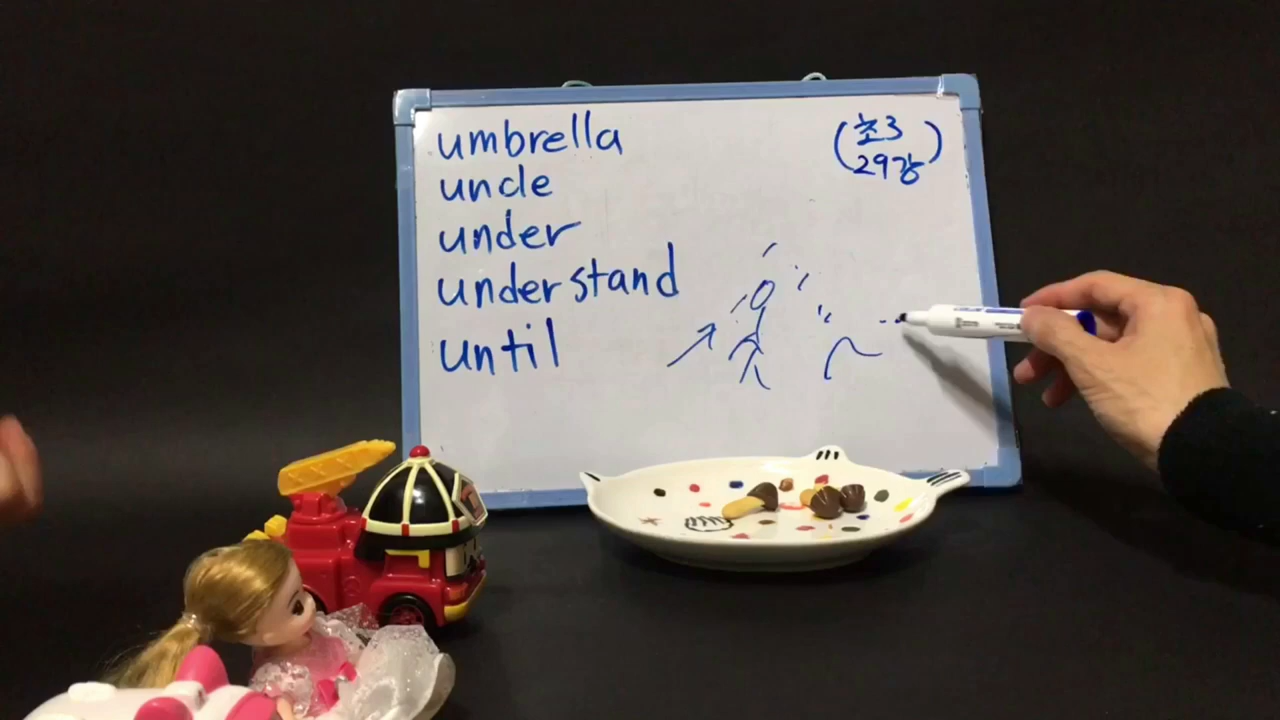 umbrella
uncle
under
understand
until
(초3
29강)